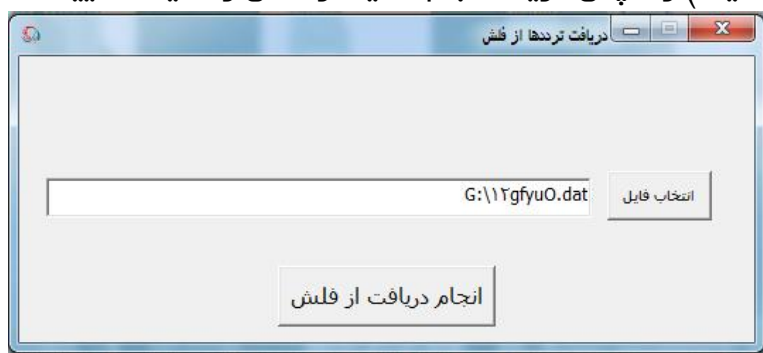 دریافت ترددها از فلش
انتخاب فایل
G:\۱۲gfyuO.dat
انجام دریافت از فلش